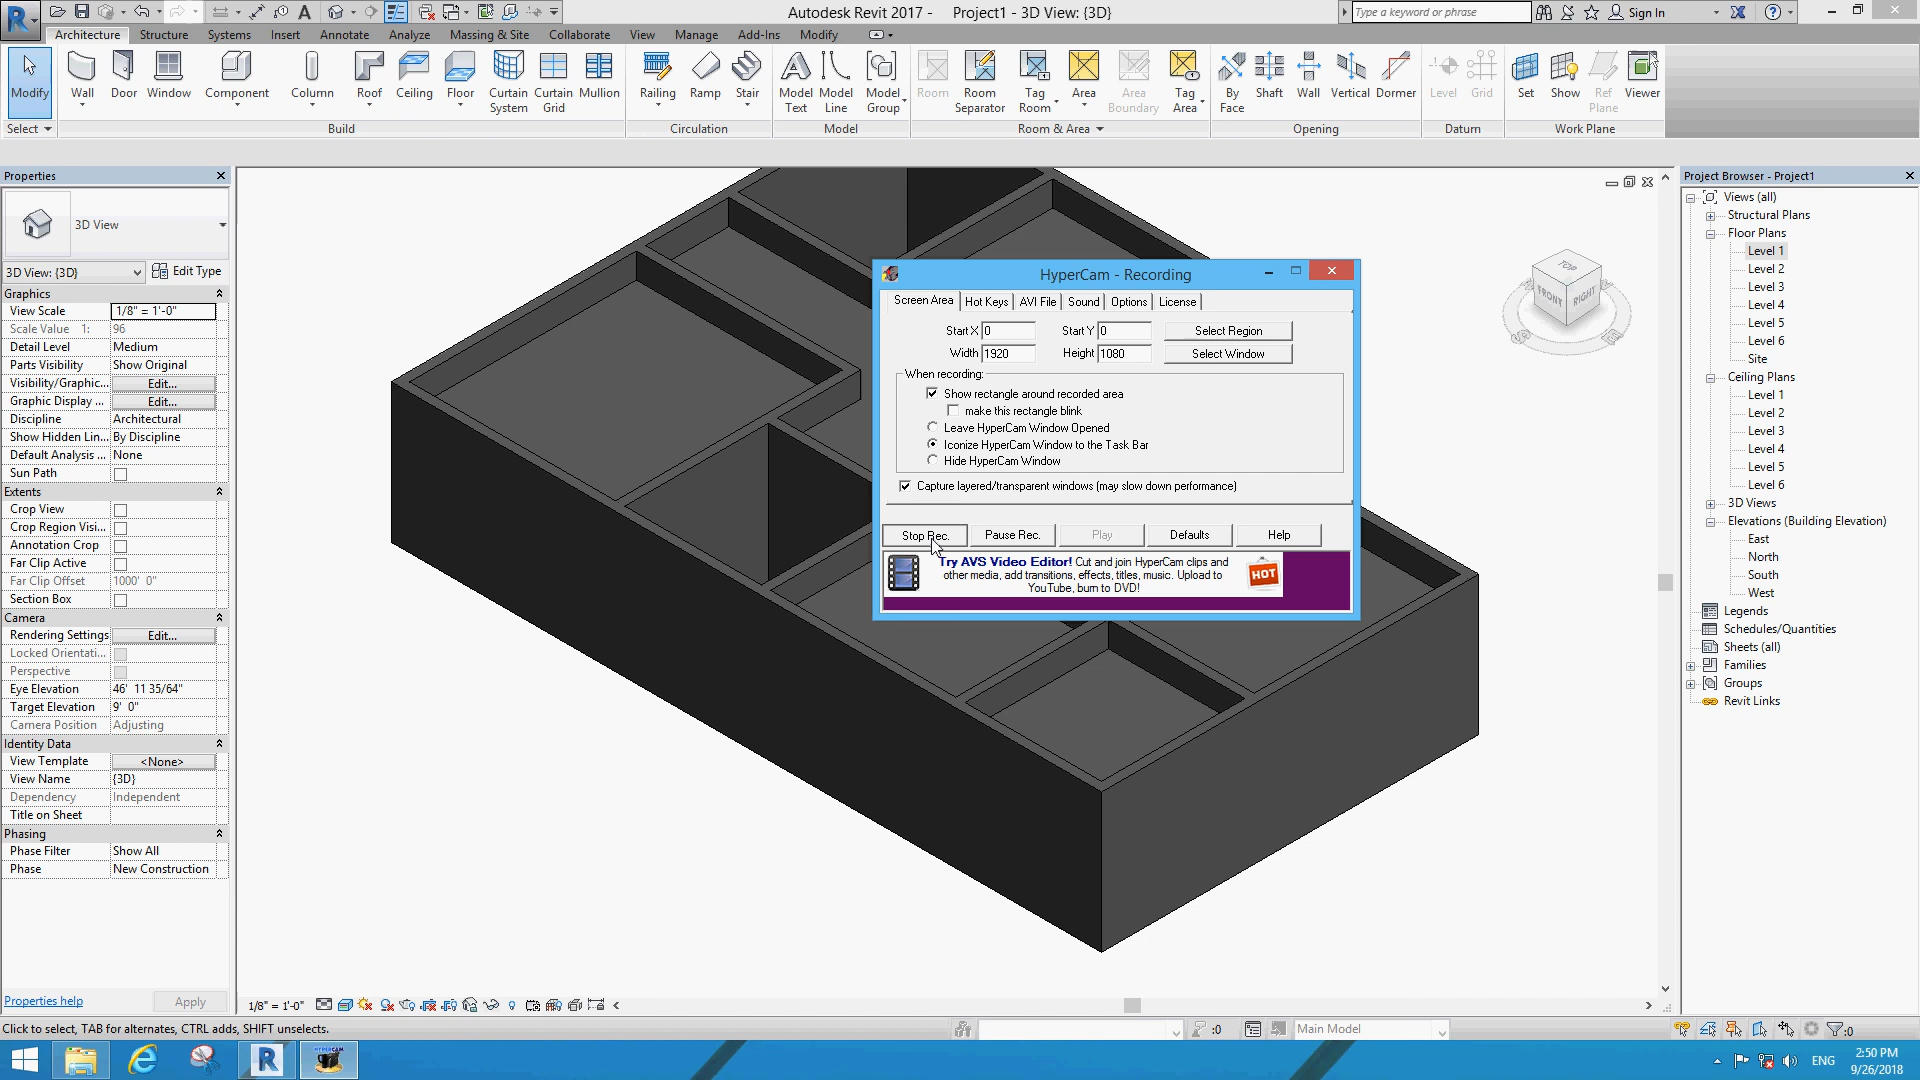 Autodesk Revit 2017 - Project1 - 3D View: {3D}
Type a keyword or phrase
Sign In
Architecture Structure Systems Insert Annotate Analyze Massing & Site Collaborate View Manage Add-Ins Modify
Modify Wall Door Window Component Column Roof Ceiling Floor Curtain System Curtain Grid Mullion Railing Ramp Stair Model Text Model Line Model Group Room Room Separator Tag Room Area Area Boundary Tag Area By Face Shaft Wall Vertical Dormer Level Grid Set Show Ref Plane Viewer
Select Build Circulation Model Room & Area Opening Datum Work Plane
Properties
3D View
3D View: {3D} Edit Type
Graphics
View Scale 1/8" = 1'-0"
Scale Value 1: 96
Detail Level Medium
Parts Visibility Show Original
Visibility/Graphic... Edit...
Graphic Display ... Edit...
Discipline Architectural
Show Hidden Lin... By Discipline
Default Analysis ... None
Sun Path
Extents
Crop View
Crop Region Visi...
Annotation Crop
Far Clip Active
Far Clip Offset 1000' 0"
Section Box
Camera
Rendering Settings Edit...
Locked Orientati...
Perspective
Eye Elevation 46' 11 35/64"
Target Elevation 9' 0"
Camera Position Adjusting
Identity Data
View Template <None>
View Name {3D}
Dependency Independent
Title on Sheet
Phasing
Phase Filter Show All
Phase New Construction
Properties help Apply
HyperCam - Recording
Screen Area Hot Keys AVI File Sound Options License
Start X 0 Start Y 0 Select Region
Width 1920 Height 1080 Select Window
When recording:
Show rectangle around recorded area
make this rectangle blink
Leave HyperCam Window Opened
Iconize HyperCam Window to the Task Bar
Hide HyperCam Window
Capture layered/transparent windows (may slow down performance)
Stop Rec. Pause Rec. Play Defaults Help
Try AVS Video Editor! Cut and join HyperCam clips and
other media, add transitions, effects, titles, music. Upload to
YouTube, burn to DVD!
HOT
TOP
FRONT RIGHT
Project Browser - Project1
Views (all)
Structural Plans
Floor Plans
Level 1
Level 2
Level 3
Level 4
Level 5
Level 6
Site
Ceiling Plans
Level 1
Level 2
Level 3
Level 4
Level 5
Level 6
3D Views
Elevations (Building Elevation)
East
North
South
West
Legends
Schedules/Quantities
Sheets (all)
Families
Groups
Revit Links
1/8" = 1'-0"
Click to select, TAB for alternates, CTRL adds, SHIFT unselects.
:0
Main Model
:0
HYPERCAM
ENG
2:50 PM
9/26/2018